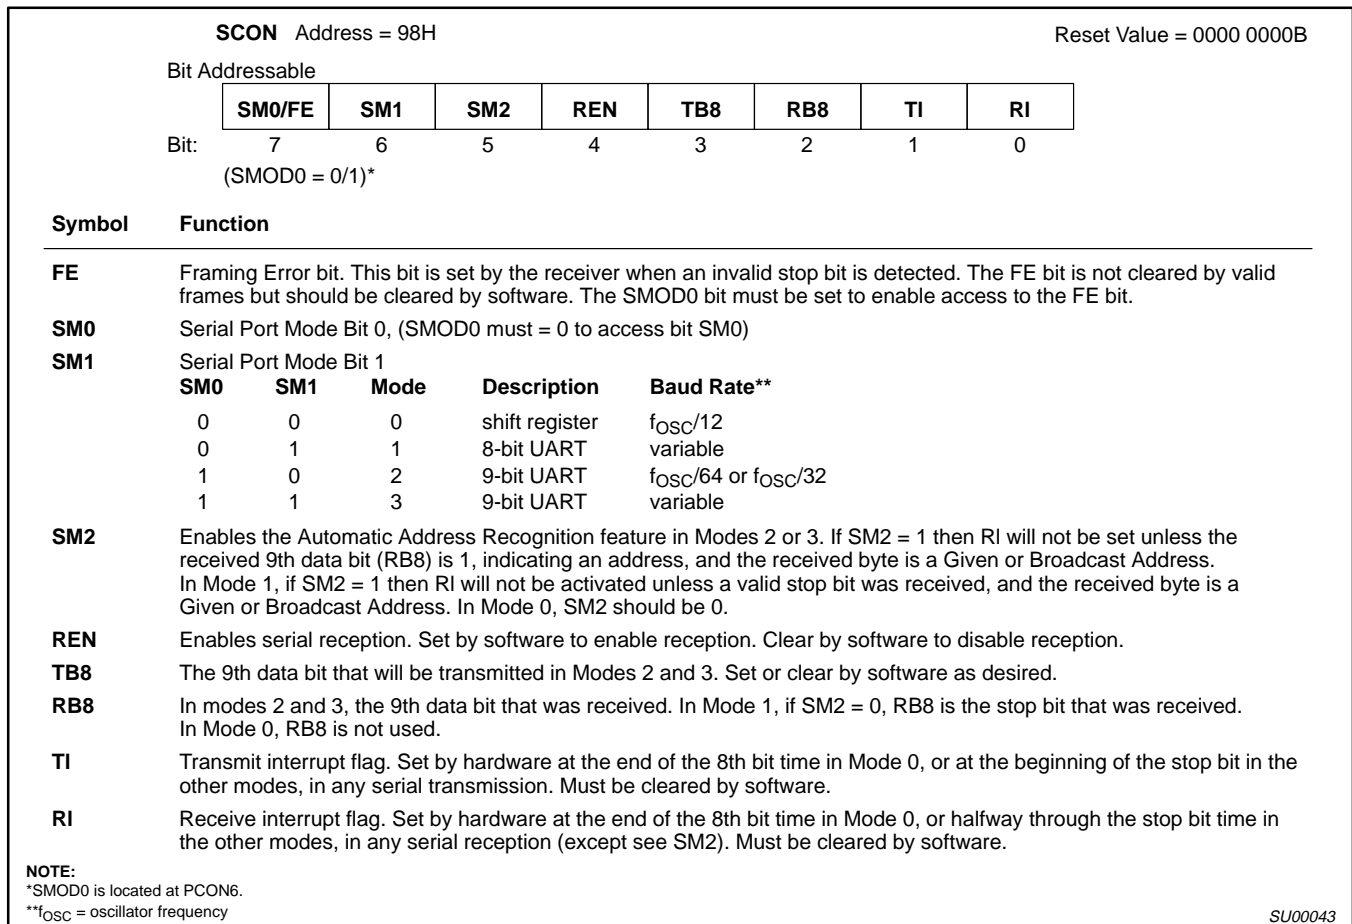 SCON Address = 98H Reset Value = 0000 0000B
Bit Addressable
SM0/FE SM1 SM2 REN TB8 RB8 TI RI
Bit: 7 6 5 4 3 2 1 0
(SMOD0 = 0/1)*
Symbol Function
FE Framing Error bit. This bit is set by the receiver when an invalid stop bit is detected. The FE bit is not cleared by valid
frames but should be cleared by software. The SMOD0 bit must be set to enable access to the FE bit.
SM0 Serial Port Mode Bit 0, (SMOD0 must = 0 to access bit SM0)
SM1 Serial Port Mode Bit 1
SM0 SM1 Mode Description Baud Rate**
0 0 0 shift register fOSC/12
0 1 1 8-bit UART variable
1 0 2 9-bit UART fOSC/64 or fOSC/32
1 1 3 9-bit UART variable
SM2 Enables the Automatic Address Recognition feature in Modes 2 or 3. If SM2 = 1 then RI will not be set unless the
received 9th data bit (RB8) is 1, indicating an address, and the received byte is a Given or Broadcast Address.
In Mode 1, if SM2 = 1 then RI will not be activated unless a valid stop bit was received, and the received byte is a
Given or Broadcast Address. In Mode 0, SM2 should be 0.
REN Enables serial reception. Set by software to enable reception. Clear by software to disable reception.
TB8 The 9th data bit that will be transmitted in Modes 2 and 3. Set or clear by software as desired.
RB8 In modes 2 and 3, the 9th data bit that was received. In Mode 1, if SM2 = 0, RB8 is the stop bit that was received.
In Mode 0, RB8 is not used.
TI Transmit interrupt flag. Set by hardware at the end of the 8th bit time in Mode 0, or at the beginning of the stop bit in the
other modes, in any serial transmission. Must be cleared by software.
RI Receive interrupt flag. Set by hardware at the end of the 8th bit time in Mode 0, or halfway through the stop bit time in
the other modes, in any serial reception (except see SM2). Must be cleared by software.
NOTE:
*SMOD0 is located at PCON6.
**fOSC = oscillator frequency SU00043